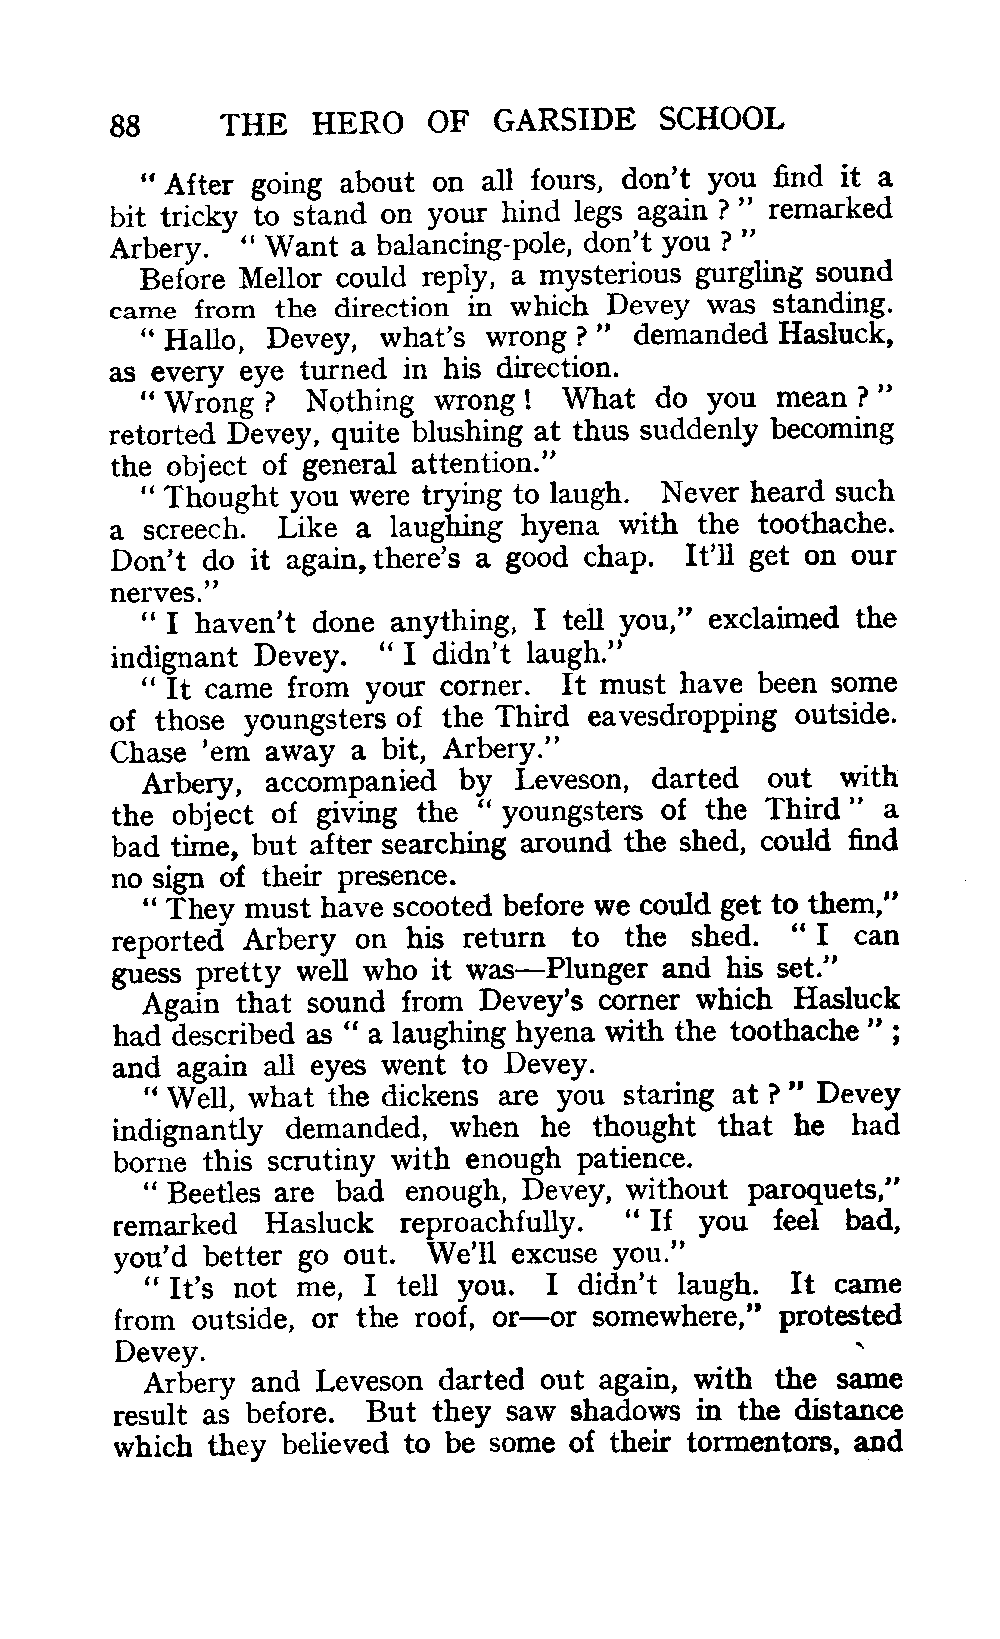 88 THE HERO OF GARSIDE SCHOOL
“ After going about on all fours, don’t you find it a
bit tricky to stand on your hind legs again ? ” remarked
Arbery. “ Want a balancing-pole, don’t you ? ”
Before Mellor could reply, a mysterious gurgling sound
came from the direction in which Devey was standing.
“ Hallo, Devey, what’s wrong ? ” demanded Hasluck,
as every eye turned in his direction.
“ Wrong ? Nothing wrong ! What do you mean ? ”
retorted Devey, quite blushing at thus suddenly becoming
the object of general attention.”
“ Thought you were trying to laugh. Never heard such
a screech. Like a laughing hyena with the toothache.
Don’t do it again, there’s a good chap. It’ll get on our
nerves.”
“ I haven’t done anything, I tell you,” exclaimed the
indignant Devey. “ I didn’t laugh.”
“ It came from your corner. It must have been some
of those youngsters of the Third eavesdropping outside.
Chase ’em away a bit, Arbery.”
Arbery, accompanied by Leveson, darted out with
the object of giving the “ youngsters of the Third ” a
bad time, but after searching around the shed, could find
no sign of their presence.
“ They must have scooted before we could get to them,”
reported Arbery on his return to the shed. “ I can
guess pretty well who it was—Plunger and his set.”
Again that sound from Devey’s corner which Hasluck
had described as “ a laughing hyena with the toothache ” ;
and again all eyes went to Devey.
“ Well, what the dickens are you staring at ? ” Devey
indignantly demanded, when he thought that he had
borne this scrutiny with enough patience.
“ Beetles are bad enough, Devey, without paroquets,”
remarked Hasluck reproachfully. “ If you feel bad,
you’d better go out. We’ll excuse you.”
“ It’s not me, I tell you. I didn’t laugh. It came
from outside, or the roof, or—or somewhere,” protested
Devey.
Arbery and Leveson darted out again, with the same
result as before. But they saw shadows in the distance
which they believed to be some of their tormentors, and